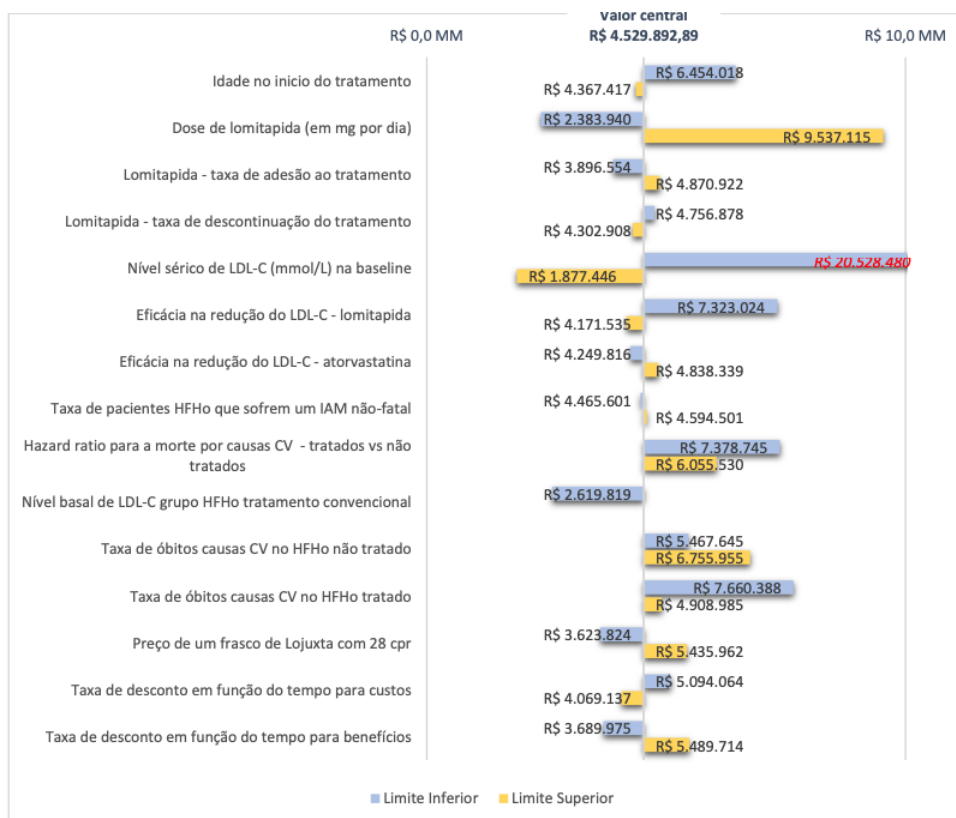 Valor central
R$ 0,0 MM R$ 4.529.892,89 R$ 10,0 MM
Idade no inicio do tratamento
R$ 6.454.018
R$ 4.367.417
Dose de lomitapida (em mg por dia)
R$ 2.383.940
R$ 9.537.115
Lomitapida - taxa de adesão ao tratamento
R$ 3.896.554
R$ 4.870.922
Lomitapida - taxa de descontinuação do tratamento
R$ 4.756.878
R$ 4.302.908
Nível sérico de LDL-C (mmol/L) na baseline
R$ 20.528.480
R$ 1.877.446
Eficácia na redução do LDL-C - lomitapida
R$ 7.323.024
R$ 4.171.535
Eficácia na redução do LDL-C - atorvastatina
R$ 4.249.816
R$ 4.838.339
Taxa de pacientes HFHo que sofrem um IAM não-fatal
R$ 4.465.601
R$ 4.594.501
Hazard ratio para a morte por causas CV - tratados vs não
tratados
R$ 7.378.745
R$ 6.055.530
Nível basal de LDL-C grupo HFHo tratamento convencional
R$ 2.619.819
Taxa de óbitos causas CV no HFHo não tratado
R$ 5.467.645
R$ 6.755.955
Taxa de óbitos causas CV no HFHo tratado
R$ 7.660.388
R$ 4.908.985
Preço de um frasco de Lojuxta com 28 cpr
R$ 3.623.824
R$ 5.435.962
Taxa de desconto em função do tempo para custos
R$ 5.094.064
R$ 4.069.137
Taxa de desconto em função do tempo para benefícios
R$ 3.689.975
R$ 5.489.714
Limite Inferior Limite Superior